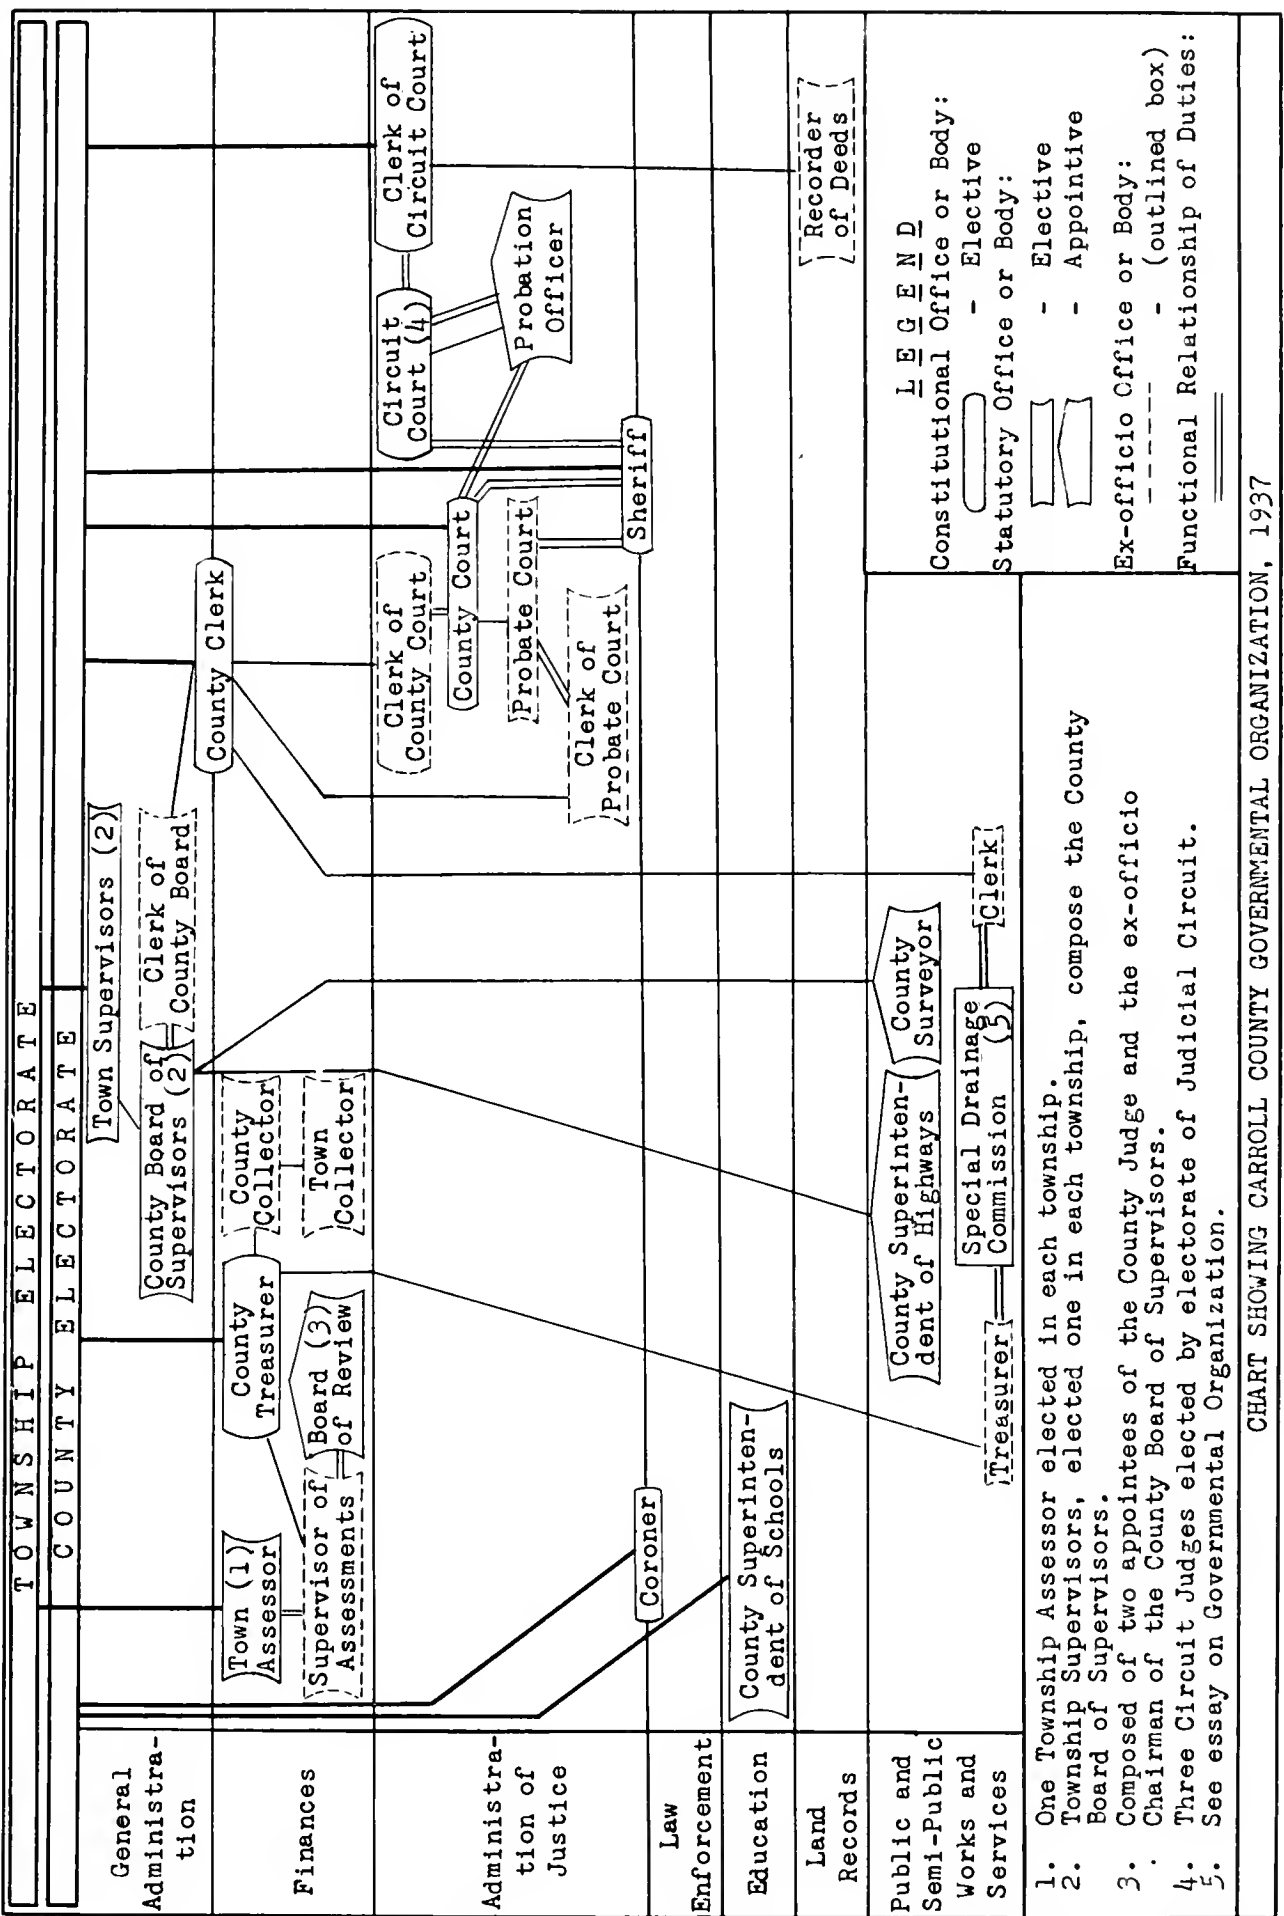 TOWNSHIP ELECTORATE
COUNTY ELECTORATE
General
Administra-
tion
Town Supervisors (2)
County Board of
Supervisors (2)
Clerk of
County Board
County Clerk
Finances
Town (1)
Assessor
Supervisor of
Assessments
County
Treasurer
Board (3)
of Review
County
Collector
Town
Collector
Administra-
tion of
Justice
Clerk of
County Court
County Court
Probate Court
Clerk of
Probate Court
Circuit
Court (4)
Clerk of
Circuit Court
Probation
Officer
Law
Enforcement
Coroner
Sheriff
Education
County Superinten-
dent of Schools
Land
Records
Recorder
of Deeds
Public and
Semi-Public
Works and
Services
County Superinten-
dent of Highways
County
Surveyor
Treasurer
Special Drainage
Commission (5)
Clerk
LEGEND
Constitutional Office or Body:
- Elective
Statutory Office or Body:
- Elective
- Appointive
Ex-officio Office or Body:
- (outlined box)
Functional Relationship of Duties:
1. One Township Assessor elected in each township.
2. Township Supervisors, elected one in each township, compose the County
Board of Supervisors.
3. Composed of two appointees of the County Judge and the ex-officio
Chairman of the County Board of Supervisors.
4. Three Circuit Judges elected by electorate of Judicial Circuit.
5. See essay on Governmental Organization.
CHART SHOWING CARROLL COUNTY GOVERNMENTAL ORGANIZATION, 1937